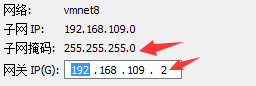 网络: vmnet8
子网 IP: 192.168.109.0
子网掩码: 255.255.255.0
网关 IP(G): 192 . 168 . 109 . 2